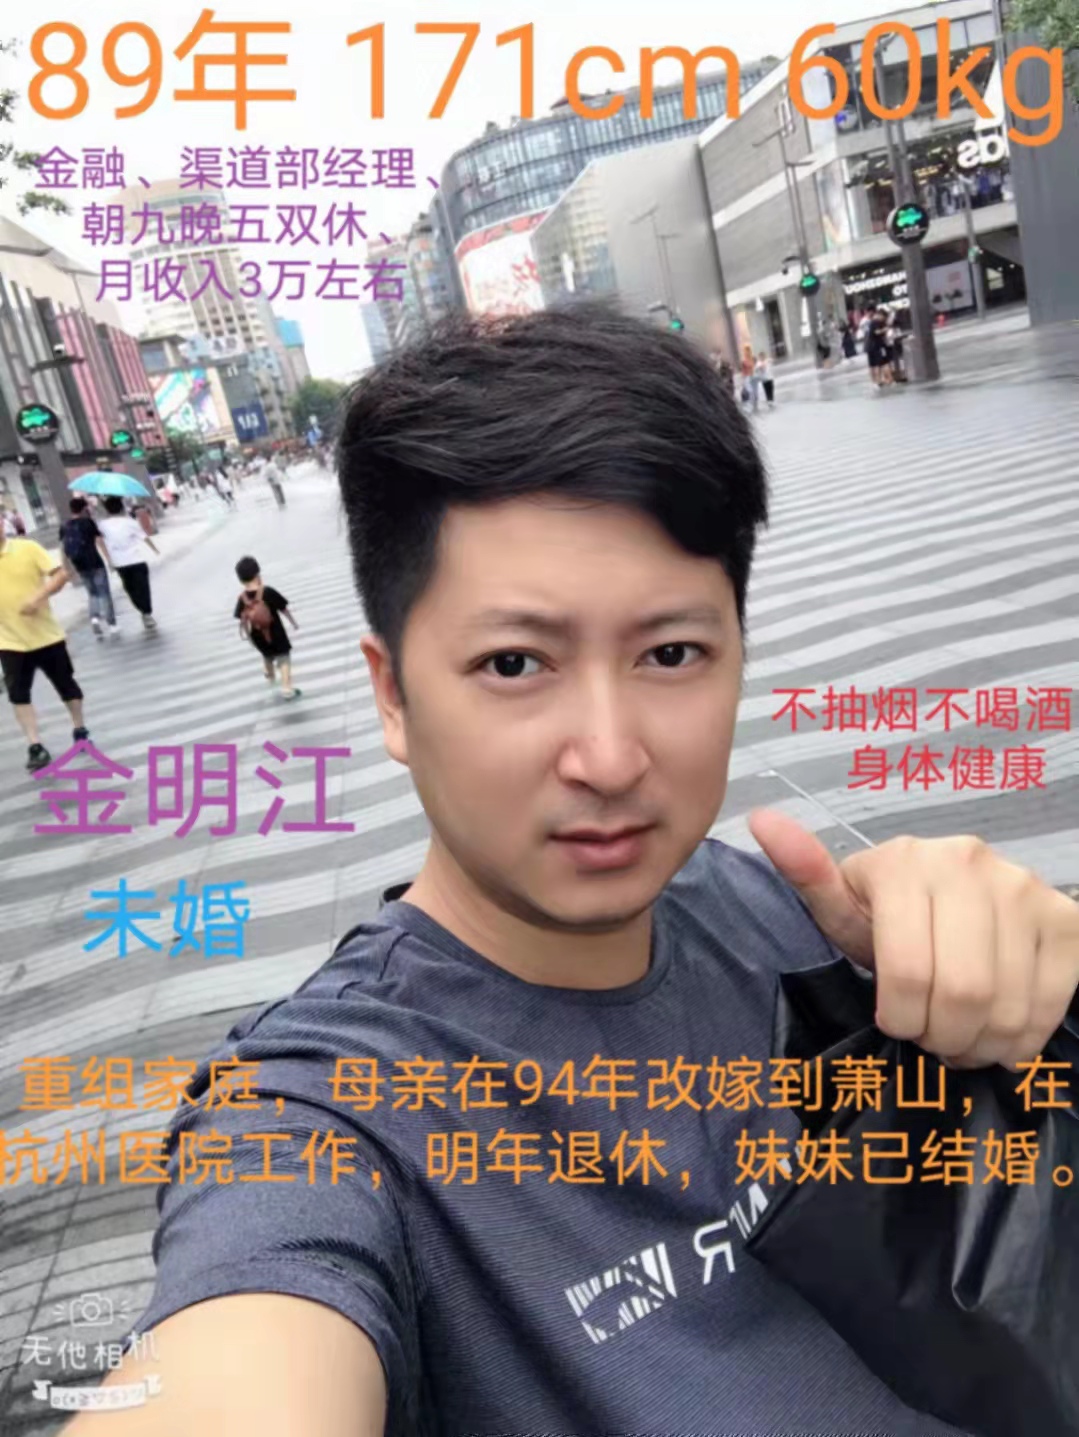 89年 171cm 60kg
金融、渠道部经理、
朝九晚五双休、
月收入3万左右
不抽烟不喝酒
身体健康
金明江
未婚
重组家庭，母亲在94年改嫁到萧山，在
杭州医院工作，明年退休，妹妹已结婚。
无他相机